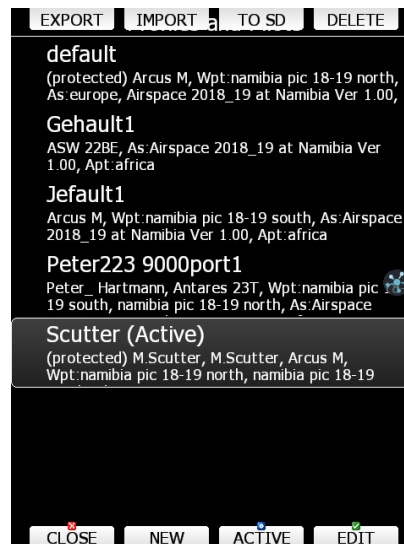 EXPORT IMPORT TO SD DELETE
default
(protected) Arcus M, Wpt:namibia pic 18-19 north,
As:europe, Airspace 2018_19 at Namibia Ver 1.00,
Gehault1
ASW 22BE, As:Airspace 2018_19 at Namibia Ver
1.00, Apt:africa
Jefault1
Arcus M, Wpt:namibia pic 18-19 south, As:Airspace
2018_19 at Namibia Ver 1.00, Apt:africa
Peter223 9000port1
Peter_ Hartmann, Antares 23T, Wpt:namibia pic
19 south, namibia pic 18-19 north, As:Airspace
Scutter (Active)
(protected) M.Scutter, M.Scutter, Arcus M,
Wpt:namibia pic 18-19 north, namibia pic 18-19
CLOSE NEW ACTIVE EDIT